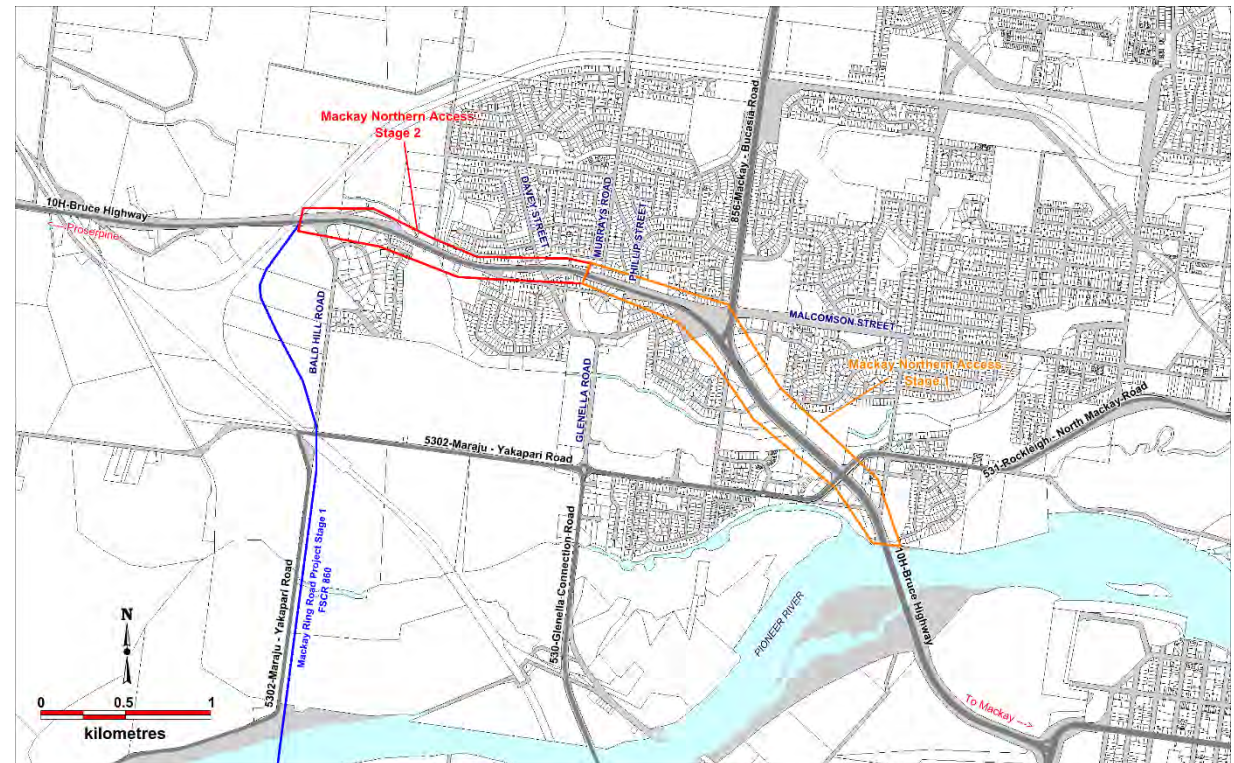 Mackay Northern Access -
Stage 2
856-Mackay - Bucasia Road
DAVEY STREET
MURRAYS ROAD
PHILLIP STREET
10H-Bruce Highway
<----Proserpine
MALCOMSON STREET
BALD HILL ROAD
Mackay Northern Access -
Stage 1
GLENELLA ROAD
5302-Maraju - Yakapari Road
531-Rockleigh - North Mackay Road
Mackay Ring Road Project Stage 1
FSCR 860
5302-Maraju - Yakapari Road
530-Glenella Connection Road
10H-Bruce Highway
PIONEER RIVER
N
To Mackay --->
0 0.5 1
kilometres